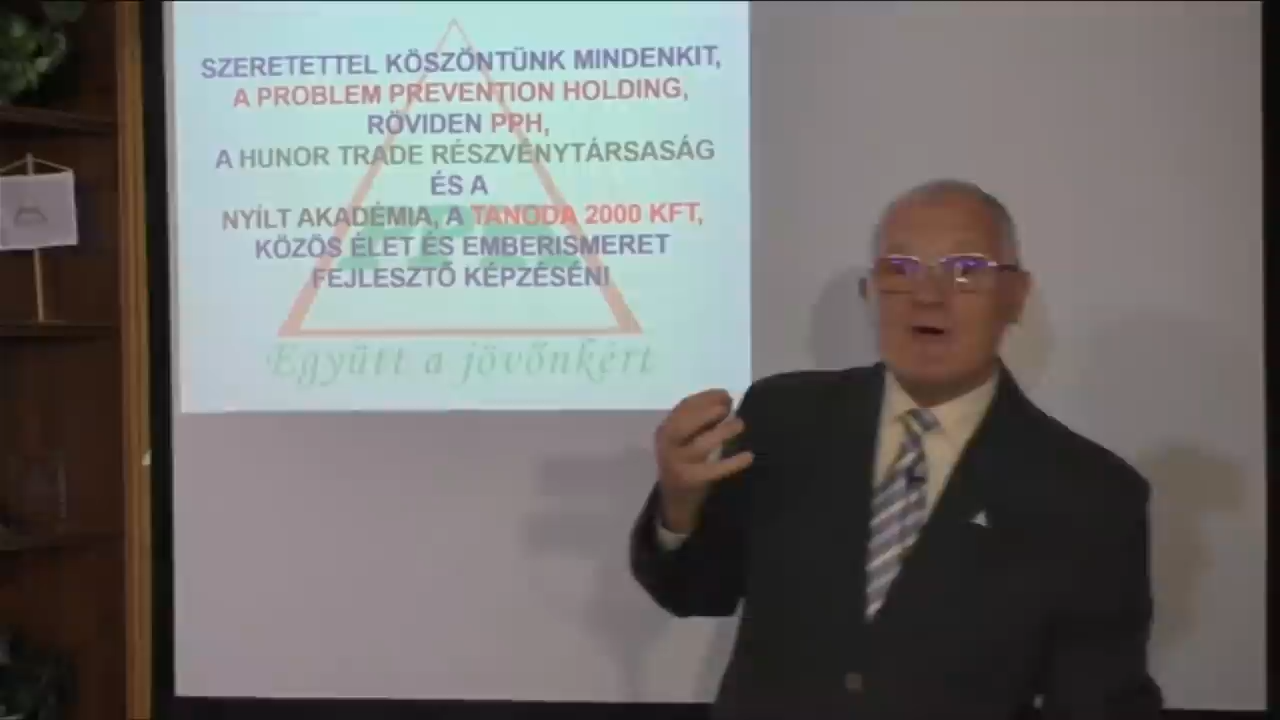 SZERETETTEL KÖSZÖNTÜNK MINDENKIT,
A PROBLEM PREVENTION HOLDING,
RÖVIDEN PPH,
A HUNOR TRADE RÉSZVÉNYTÁRSASÁG
ÉS A
NYÍLT AKADÉMIA, A TANODA 2000 KFT,
KÖZÖS ÉLET ÉS EMBERISMERET
FEJLESZTŐ KÉPZÉSÉN!
Együtt a jövőnkért